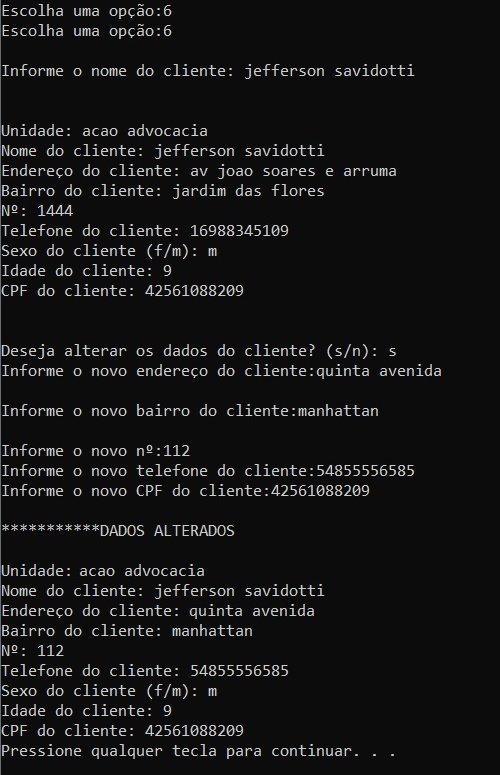 Escolha uma opção:6
Escolha uma opção:6
Informe o nome do cliente: jefferson savidotti
Unidade: acao advocacia
Nome do cliente: jefferson savidotti
Endereço do cliente: av joao soares e arruma
Bairro do cliente: jardim das flores
Nº: 1444
Telefone do cliente: 16988345109
Sexo do cliente (f/m): m
Idade do cliente: 9
CPF do cliente: 42561088209
Deseja alterar os dados do cliente? (s/n): s
Informe o novo endereço do cliente:quinta avenida
Informe o novo bairro do cliente:manhattan
Informe o novo nº:112
Informe o novo telefone do cliente:54855556585
Informe o novo CPF do cliente:42561088209
***********DADOS ALTERADOS
Unidade: acao advocacia
Nome do cliente: jefferson savidotti
Endereço do cliente: quinta avenida
Bairro do cliente: manhattan
Nº: 112
Telefone do cliente: 54855556585
Sexo do cliente (f/m): m
Idade do cliente: 9
CPF do cliente: 42561088209
Pressione qualquer tecla para continuar. . .